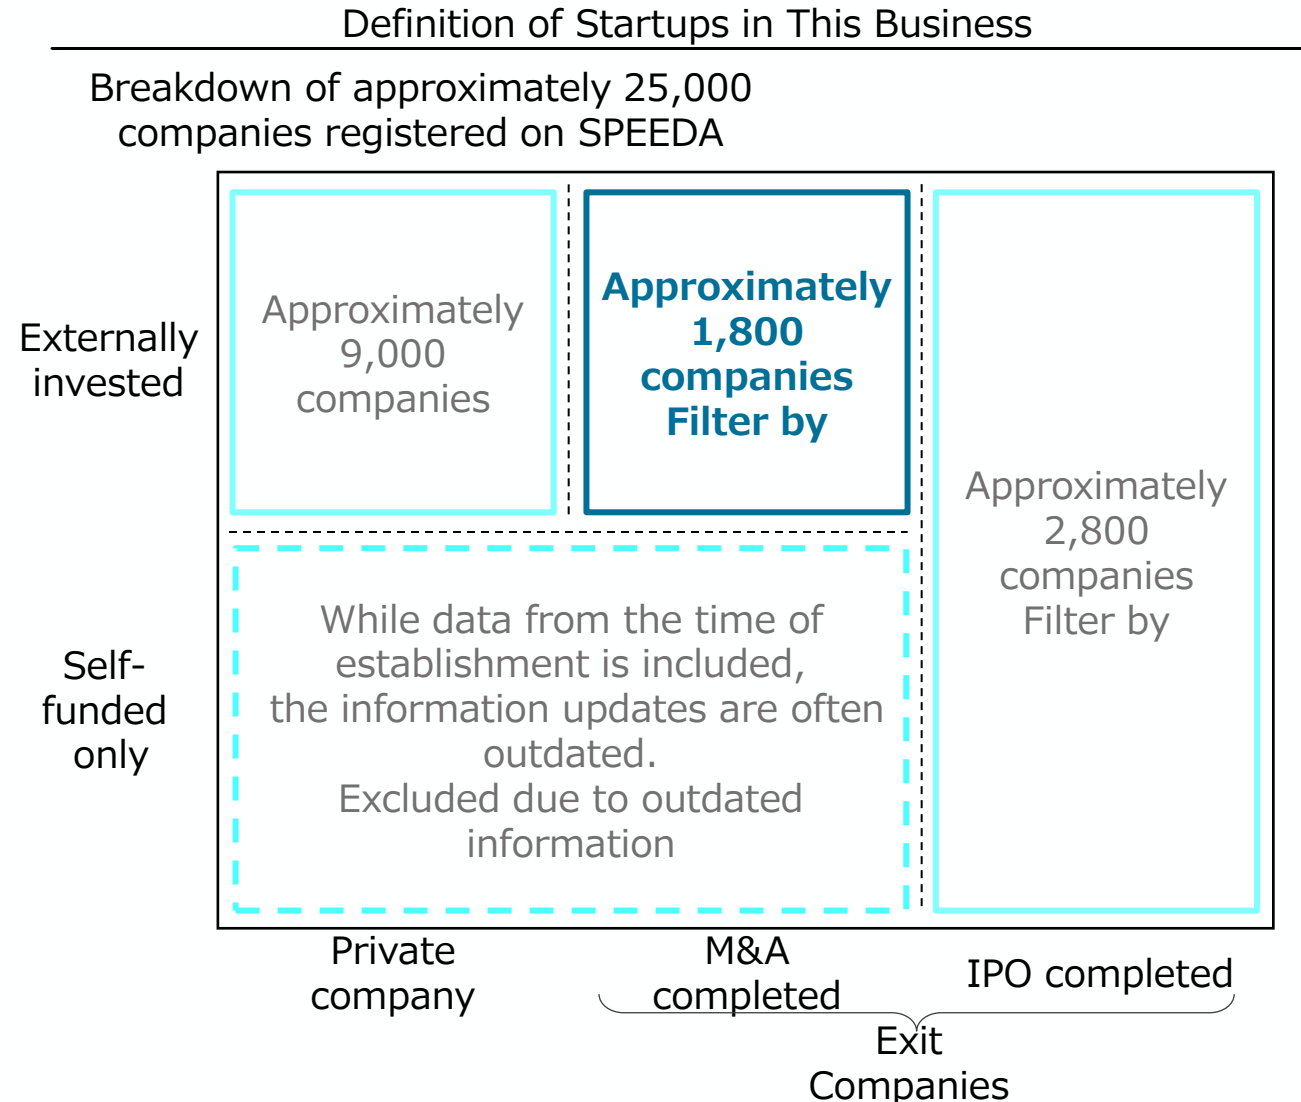 Definition of Startups in This Business
Breakdown of approximately 25,000
companies registered on SPEEDA
Externally
invested
Approximately
9,000
companies
Approximately
1,800
companies
Filter by
Approximately
2,800
companies
Filter by
Self-
funded
only
While data from the time of
establishment is included,
the information updates are often
outdated.
Excluded due to outdated
information
Private
company
M&A
completed
IPO completed
Exit
Companies